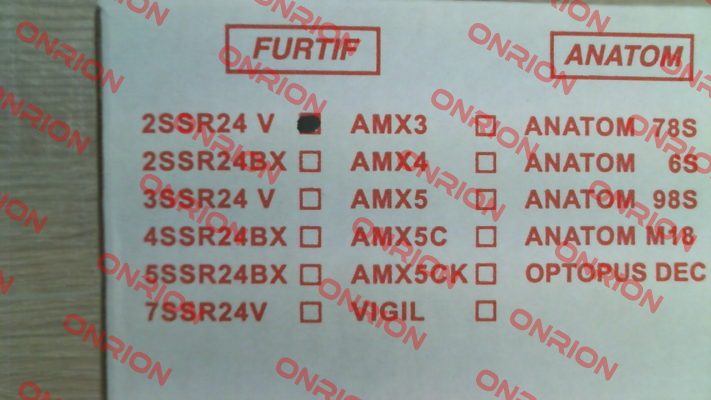 FURTIF ANATOM
2SSR24 V AMX3 ANATOM 78S
2SSR24BX AMX4 ANATOM 6S
3SSR24 V AMX5 ANATOM 98S
4SSR24BX AMX5C ANATOM M18
5SSR24BX AMX5CK OPTOPUS DEC
7SSR24V VIGIL
ONRION